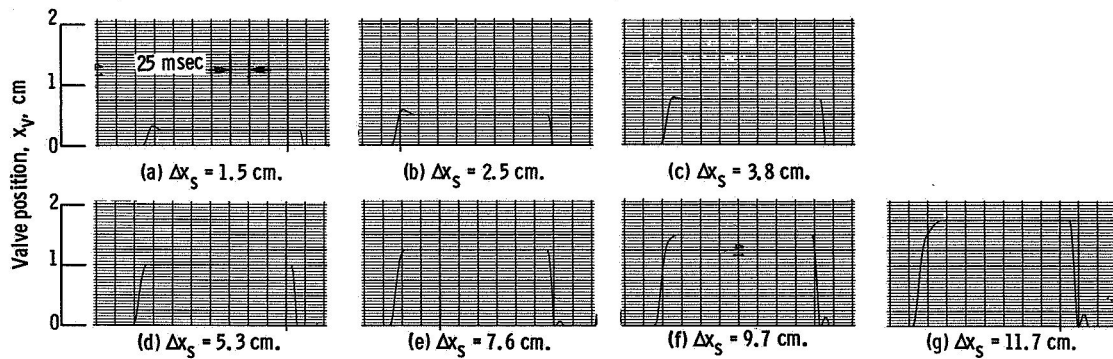 2
1
0
Valve position, x_v, cm
25 msec
(a) Δx_s = 1.5 cm.
(b) Δx_s = 2.5 cm.
(c) Δx_s = 3.8 cm.
2
1
0
(d) Δx_s = 5.3 cm.
(e) Δx_s = 7.6 cm.
(f) Δx_s = 9.7 cm.
(g) Δx_s = 11.7 cm.